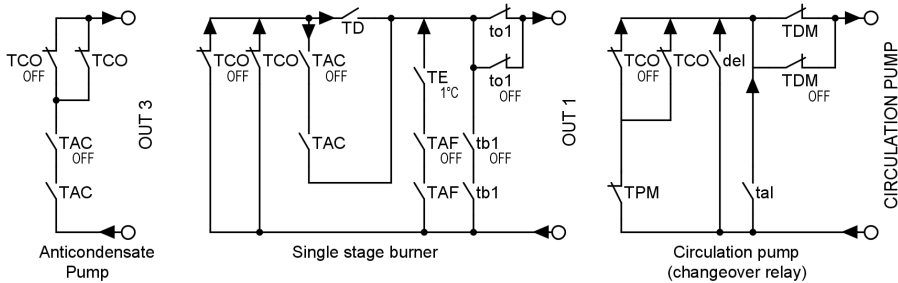 TCO
OFF
TCO
TAC
OFF
TAC
OUT 3
Anticondensate
Pump
TD
TCO
OFF
TCO
TAC
OFF
TAC
TE
1°C
TAF
OFF
TAF
to1
to1
OFF
tb1
OFF
tb1
OUT 1
Single stage burner
TCO
OFF
TCO
del
TPM
TDM
TDM
OFF
tal
CIRCULATION PUMP
Circulation pump
(changeover relay)